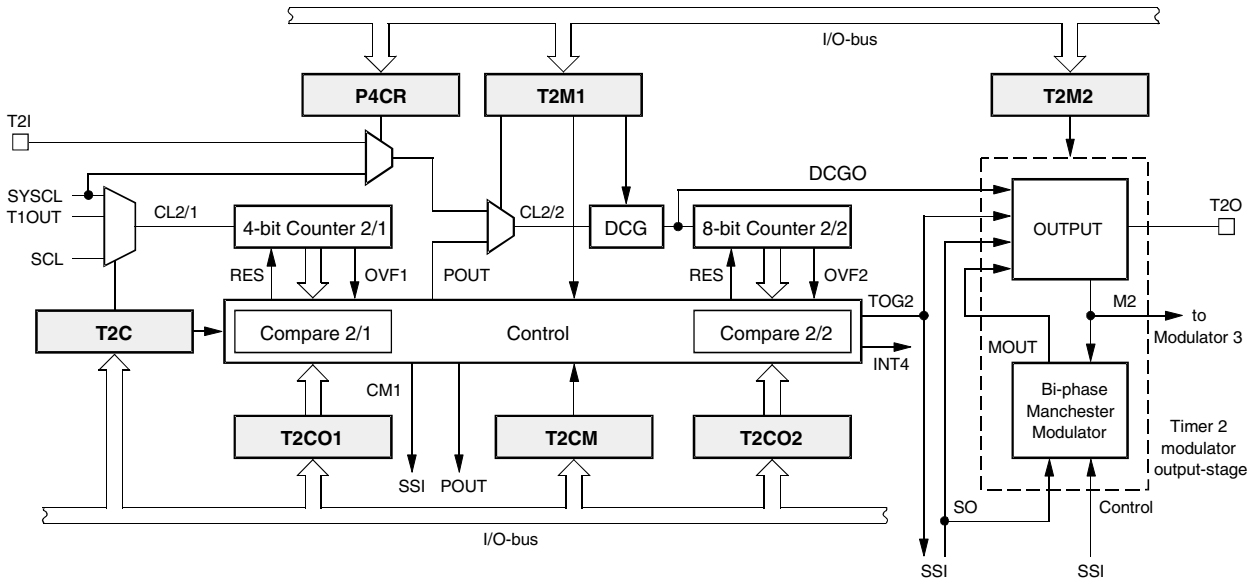 I/O-bus
P4CR
T2M1
T2M2
T2I
SYSCL
T1OUT
SCL
CL2/1
4-bit Counter 2/1
CL2/2
DCG
8-bit Counter 2/2
DCGO
OUTPUT
T2O
RES
OVF1
POUT
RES
OVF2
TOG2
M2
to
Modulator 3
T2C
Compare 2/1
Control
Compare 2/2
INT4
MOUT
Bi-phase
Manchester
Modulator
CM1
T2CO1
T2CM
T2CO2
Timer 2
modulator
output-stage
SSI
POUT
SO
Control
I/O-bus
SSI
SSI